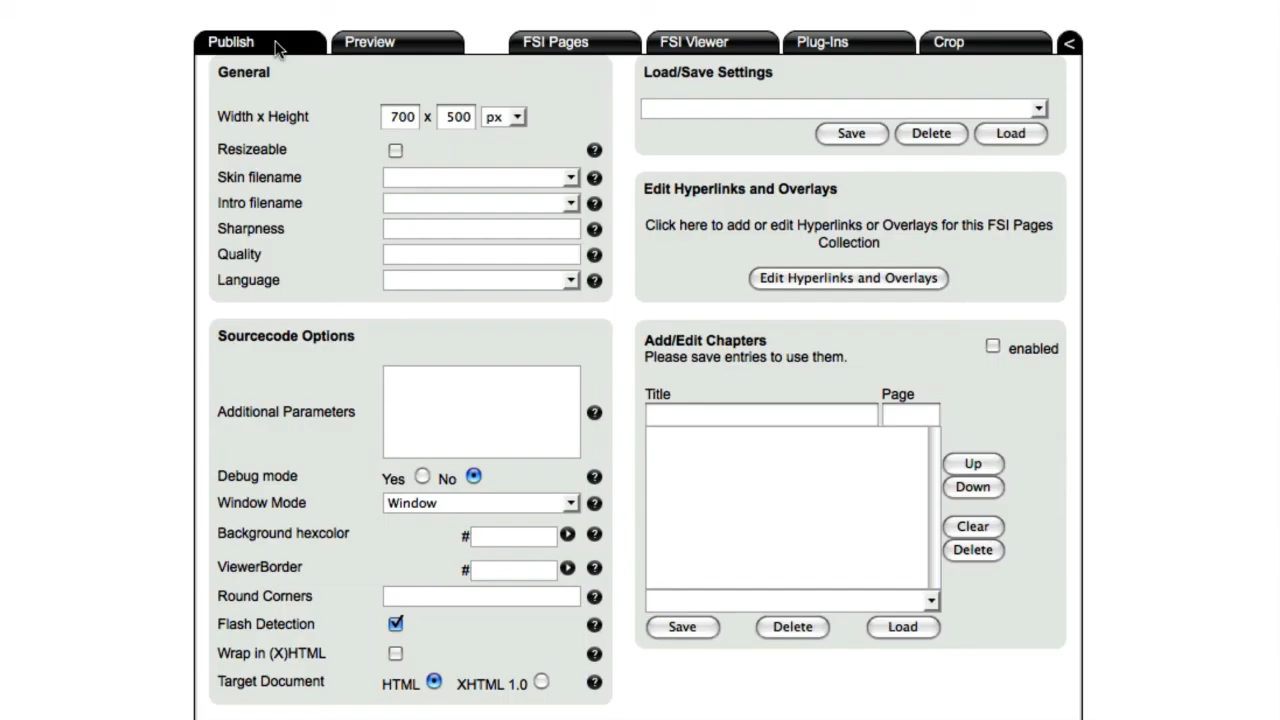 Publish
Preview
FSI Pages
FSI Viewer
Plug-Ins
Crop
<
General
Width x Height 700 x 500 px
Resizeable ?
Skin filename ?
Intro filename ?
Sharpness ?
Quality ?
Language ?
Sourcecode Options
Additional Parameters ?
Debug mode Yes No ?
Window Mode Window ?
Background hexcolor # ?
ViewerBorder # ?
Round Corners ?
Flash Detection ?
Wrap in (X)HTML ?
Target Document HTML XHTML 1.0 ?
Load/Save Settings
Save Delete Load
Edit Hyperlinks and Overlays
Click here to add or edit Hyperlinks or Overlays for this FSI Pages
Collection
Edit Hyperlinks and Overlays
Add/Edit Chapters
enabled
Please save entries to use them.
Title Page
Up
Down
Clear
Delete
Save Delete Load